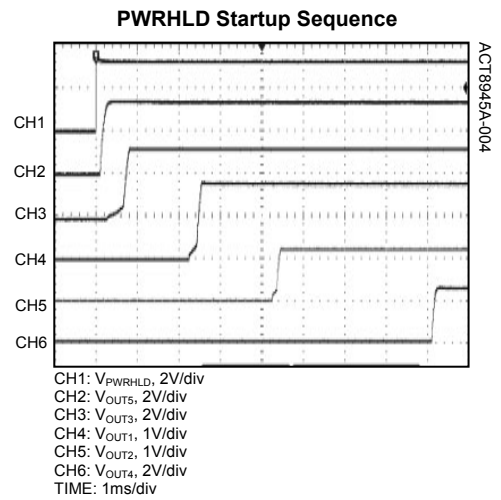 PWRHLD Startup Sequence
ACT8945A-004
CH1
CH2
CH3
CH4
CH5
CH6
CH1: VPWRHLD, 2V/div
CH2: VOUT5, 2V/div
CH3: VOUT3, 2V/div
CH4: VOUT1, 1V/div
CH5: VOUT2, 1V/div
CH6: VOUT4, 2V/div
TIME: 1ms/div